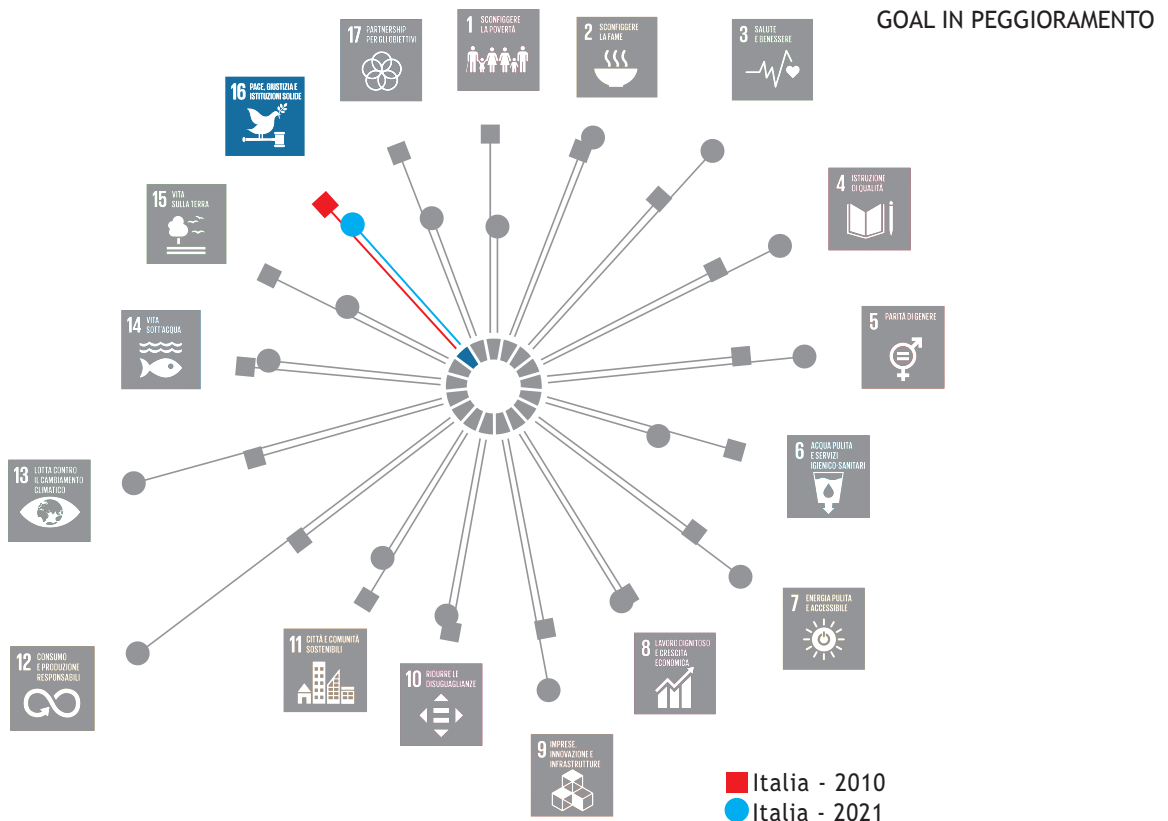 GOAL IN PEGGIORAMENTO
1 SCONFIGGERE
LA POVERTÀ
2 SCONFIGGERE
LA FAME
3 SALUTE
E BENESSERE
4 ISTRUZIONE
DI QUALITÀ
5 PARITÀ DI GENERE
6 ACQUA PULITA
E SERVIZI
IGIENICO-SANITARI
7 ENERGIA PULITA
E ACCESSIBILE
8 LAVORO DIGNITOSO
E CRESCITA
ECONOMICA
9 IMPRESE,
INNOVAZIONE E
INFRASTRUTTURE
10 RIDURRE LE
DISUGUAGLIANZE
11 CITTÀ E COMUNITÀ
SOSTENIBILI
12 CONSUMO
E PRODUZIONE
RESPONSABILI
13 LOTTA CONTRO
IL CAMBIAMENTO
CLIMATICO
14 VITA
SOTT'ACQUA
15 VITA
SULLA TERRA
16 PACE, GIUSTIZIA E
ISTITUZIONI SOLIDE
17 PARTNERSHIP
PER GLI OBIETTIVI
Italia - 2010
Italia - 2021